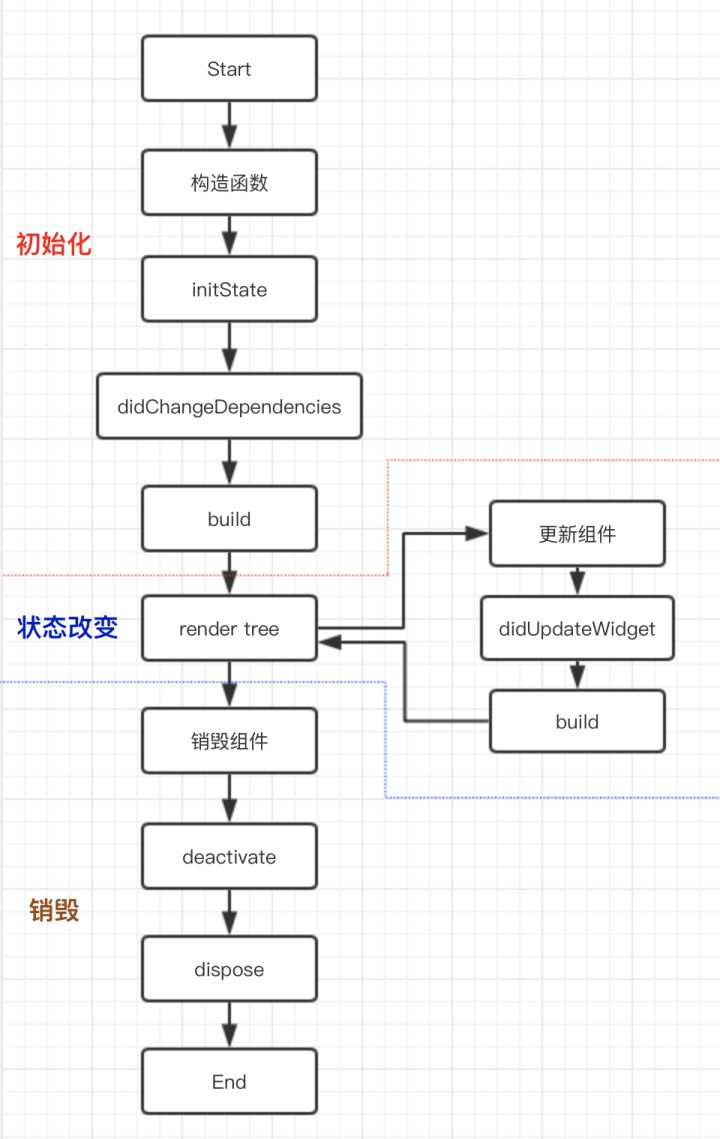 Start
构造函数
初始化
initState
didChangeDependencies
build
更新组件
状态改变
render tree
didUpdateWidget
build
销毁组件
deactivate
销毁
dispose
End